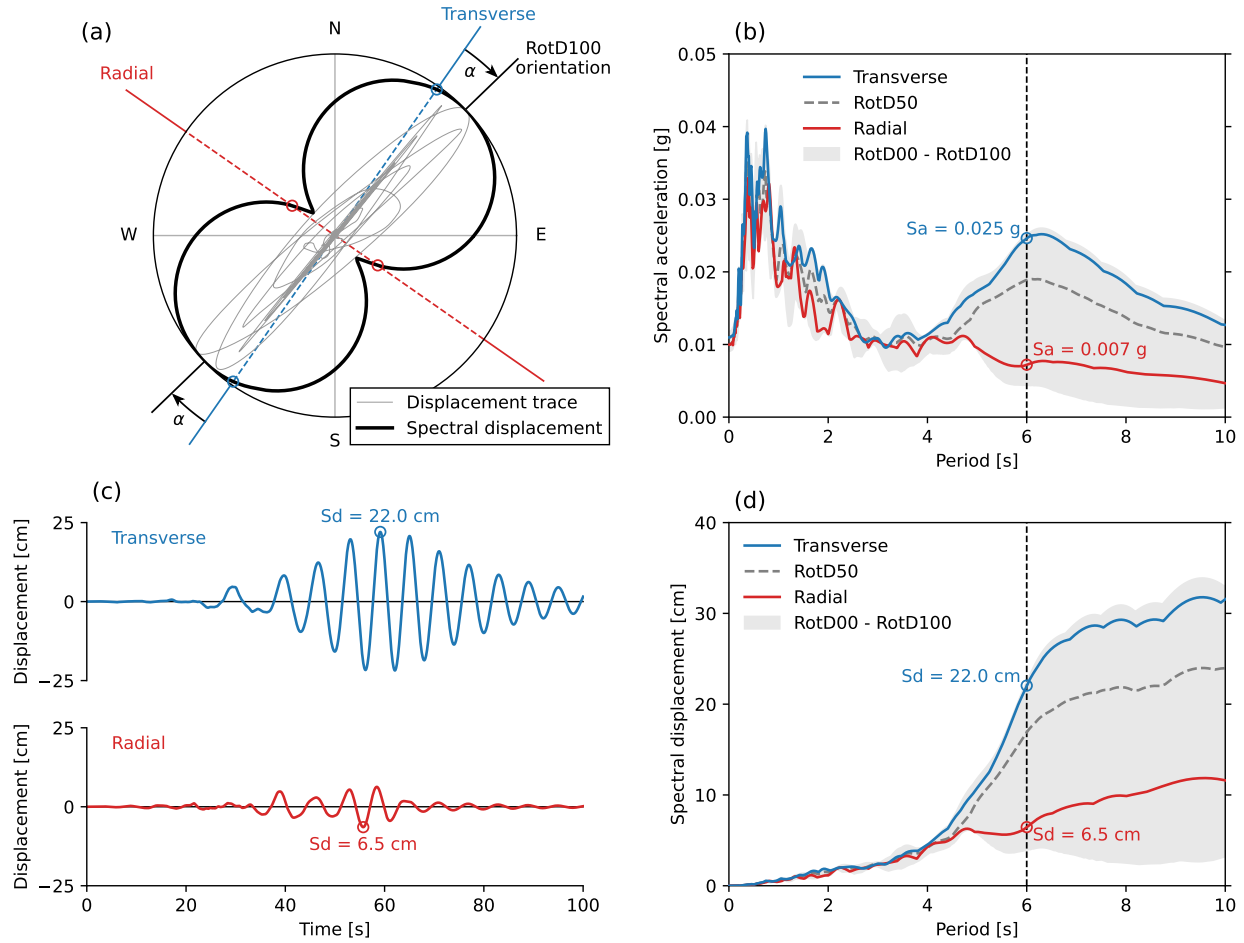 (a)
N
Transverse
RotD100
orientation
α
Radial
W
E
α
S
Displacement trace
Spectral displacement
(b)
0.05
0.04
0.03
0.02
0.01
0.00
Spectral acceleration [g]
Transverse
RotD50
Radial
RotD00 - RotD100
Sa = 0.025 g
Sa = 0.007 g
0 2 4 6 8 10
Period [s]
(c)
25
0
−25
Displacement [cm]
Transverse
Sd = 22.0 cm
25
0
−25
Displacement [cm]
Radial
Sd = 6.5 cm
0 20 40 60 80 100
Time [s]
(d)
40
30
20
10
0
Spectral displacement [cm]
Transverse
RotD50
Radial
RotD00 - RotD100
Sd = 22.0 cm
Sd = 6.5 cm
0 2 4 6 8 10
Period [s]